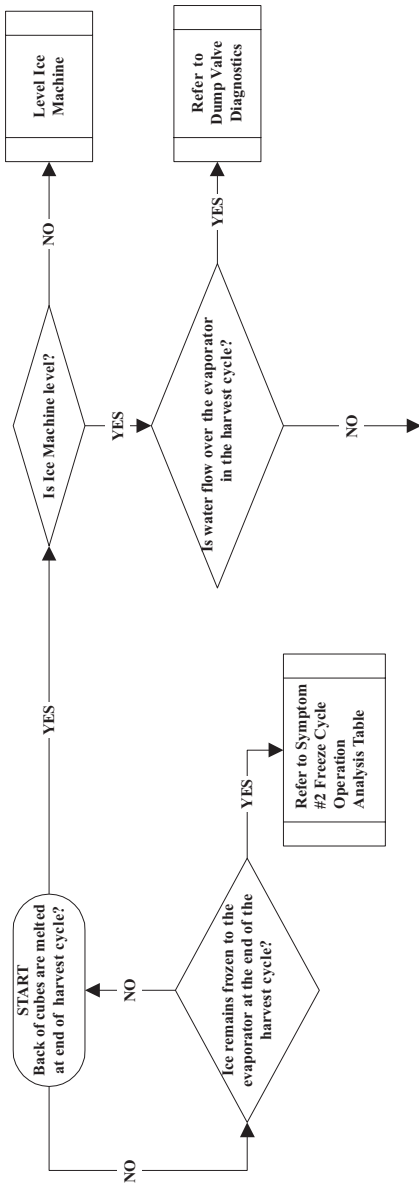 START
Back of cubes are melted
at end of harvest cycle?
YES
NO
Is Ice Machine level?
NO
Level Ice
Machine
YES
Is water flow over the evaporator
in the harvest cycle?
YES
Refer to
Dump Valve
Diagnostics
NO
Ice remains frozen to the
evaporator at the end of the
harvest cycle?
NO
YES
Refer to Symptom
#2 Freeze Cycle
Operation
Analysis Table